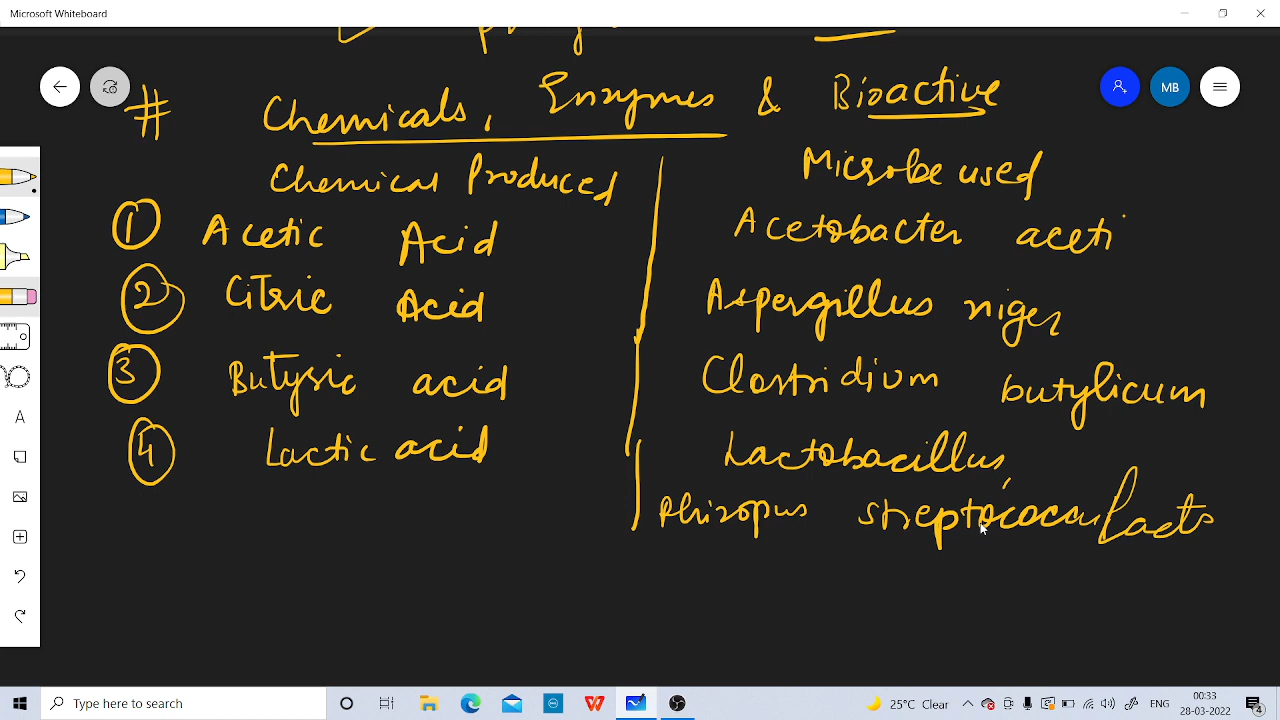 Microsoft Whiteboard
MB
# Chemicals, Enzymes & Bioactive
Chemical Produced Microbe used
1 Acetic Acid Acetobacter aceti
2 Citric Acid Aspergillus niger
3 Butyric acid Clostridium butylicum
4 Lactic acid Lactobacillus,
Rhizopus streptococcus
A
Type here to search
25°C Clear
ENG
00:33
28-03-2022
4